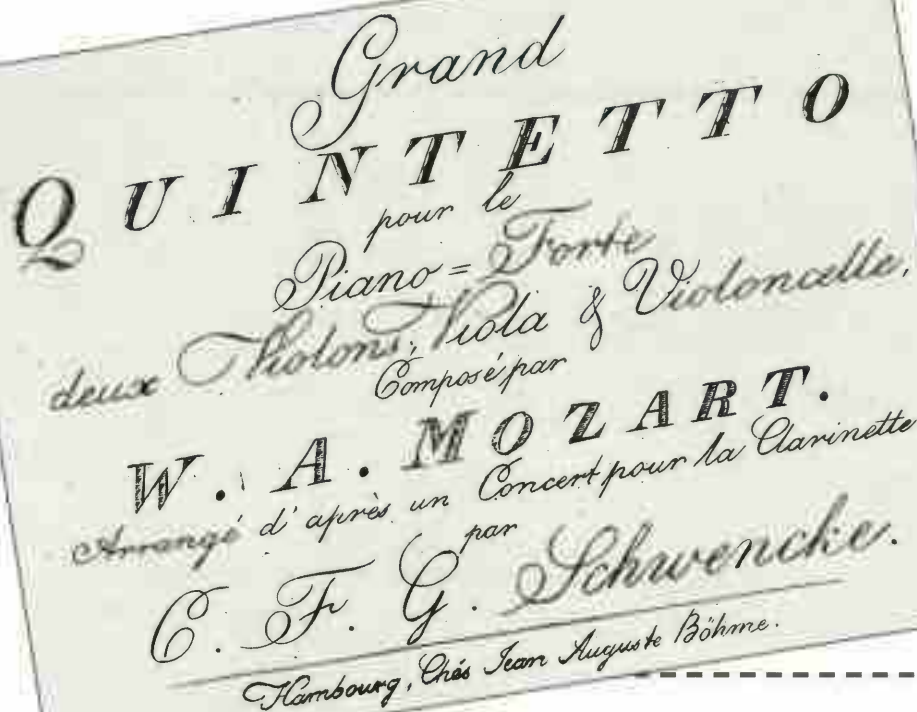 Grand
QUINTETTO
pour le
Piano=Forte
deux Violons, Viola & Violoncelle,
Composé par
W. A. MOZART.
Arrangé d'après un Concert pour la Clarinette
par
C. F. G. Schwencke.
Hambourg, Chés Jean Auguste Böhme.